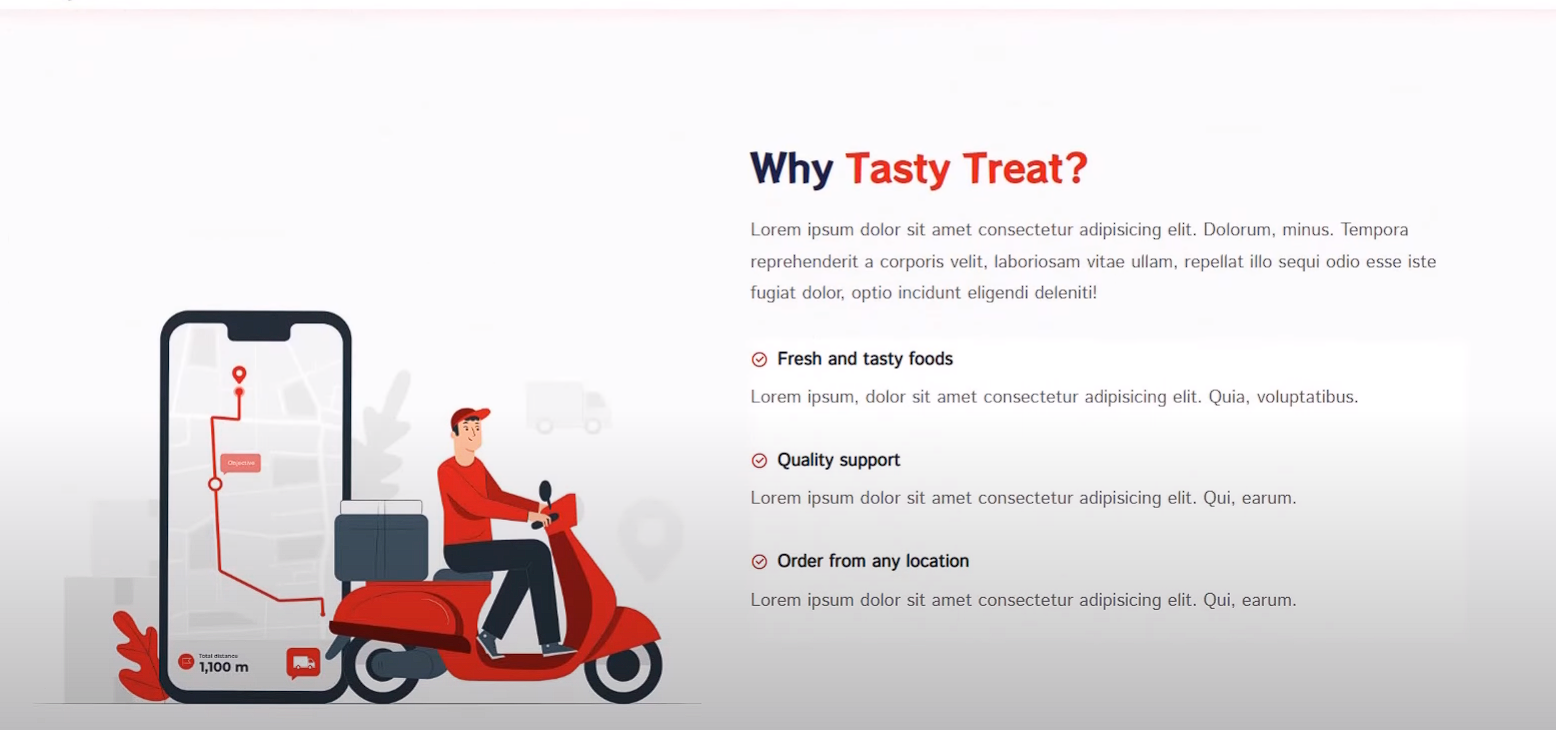 Why Tasty Treat?
Lorem ipsum dolor sit amet consectetur adipisicing elit. Dolorum, minus. Tempora
reprehenderit a corporis velit, laboriosam vitae ullam, repellat illo sequi odio esse iste
fugiat dolor, optio incidunt eligendi deleniti!
Fresh and tasty foods
Lorem ipsum, dolor sit amet consectetur adipisicing elit. Quia, voluptatibus.
Quality support
Lorem ipsum dolor sit amet consectetur adipisicing elit. Qui, earum.
Order from any location
Lorem ipsum dolor sit amet consectetur adipisicing elit. Qui, earum.
Objective
Total distance
1,100 m